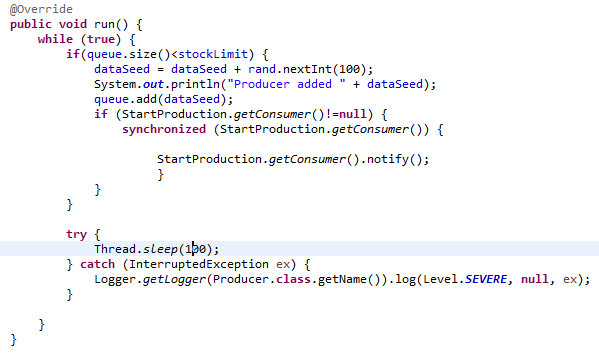 @Override
public void run() {
    while (true) {
        if(queue.size()<stockLimit) {
            dataSeed = dataSeed + rand.nextInt(100);
            System.out.println("Producer added " + dataSeed);
            queue.add(dataSeed);
            if (StartProduction.getConsumer()!=null) {
                synchronized (StartProduction.getConsumer()) {
                    StartProduction.getConsumer().notify();
                    }
            }
        }
        try {
            Thread.sleep(100);
        } catch (InterruptedException ex) {
            Logger.getLogger(Producer.class.getName()).log(Level.SEVERE, null, ex);
        }
    }
}